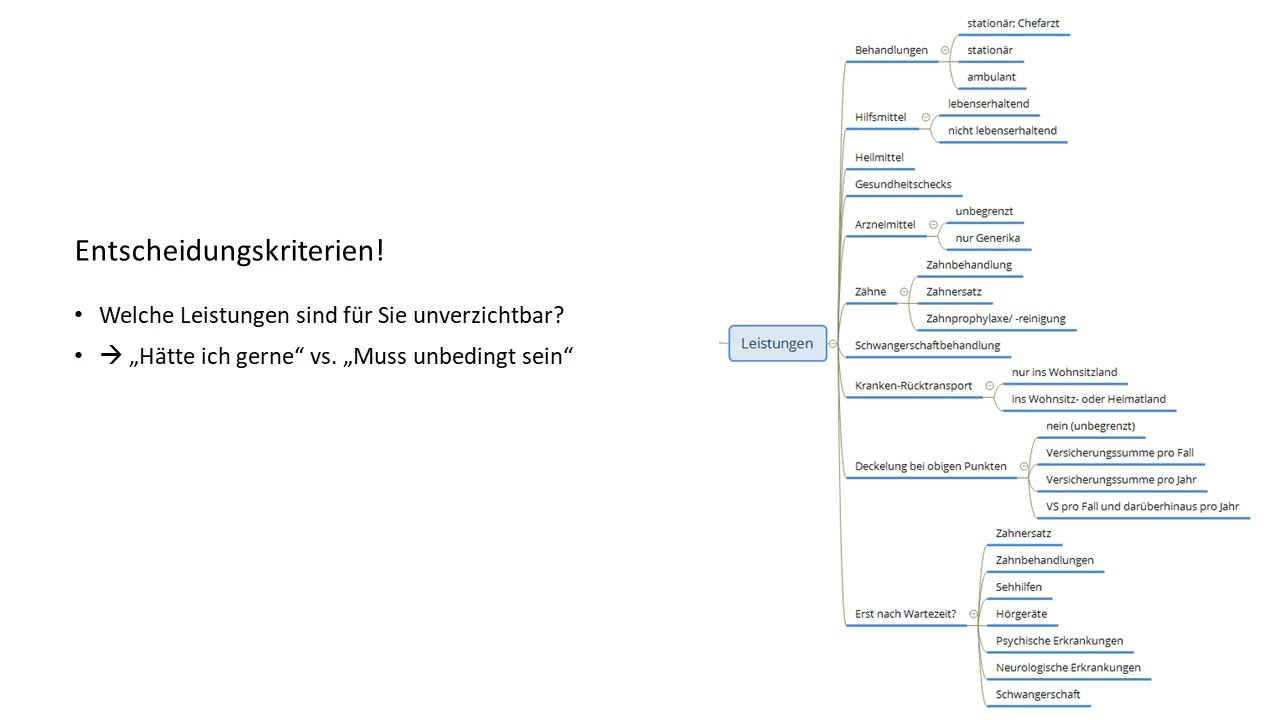 Entscheidungskriterien!
• Welche Leistungen sind für Sie unverzichtbar?
• → „Hätte ich gerne“ vs. „Muss unbedingt sein“
Leistungen
Behandlungen
stationär; Chefarzt
stationär
ambulant
Hilfsmittel
lebenserhaltend
nicht lebenserhaltend
Heilmittel
Gesundheitschecks
Arzneimittel
unbegrenzt
nur Generika
Zähne
Zahnbehandlung
Zahnersatz
Zahnprophylaxe/ -reinigung
Schwangerschaftbehandlung
Kranken-Rücktransport
nur ins Wohnsitzland
ins Wohnsitz- oder Heimatland
Deckelung bei obigen Punkten
nein (unbegrenzt)
Versicherungssumme pro Fall
Versicherungssumme pro Jahr
VS pro Fall und darüberhinaus pro Jahr
Erst nach Wartezeit?
Zahnersatz
Zahnbehandlungen
Sehhilfen
Hörgeräte
Psychische Erkrankungen
Neurologische Erkrankungen
Schwangerschaft